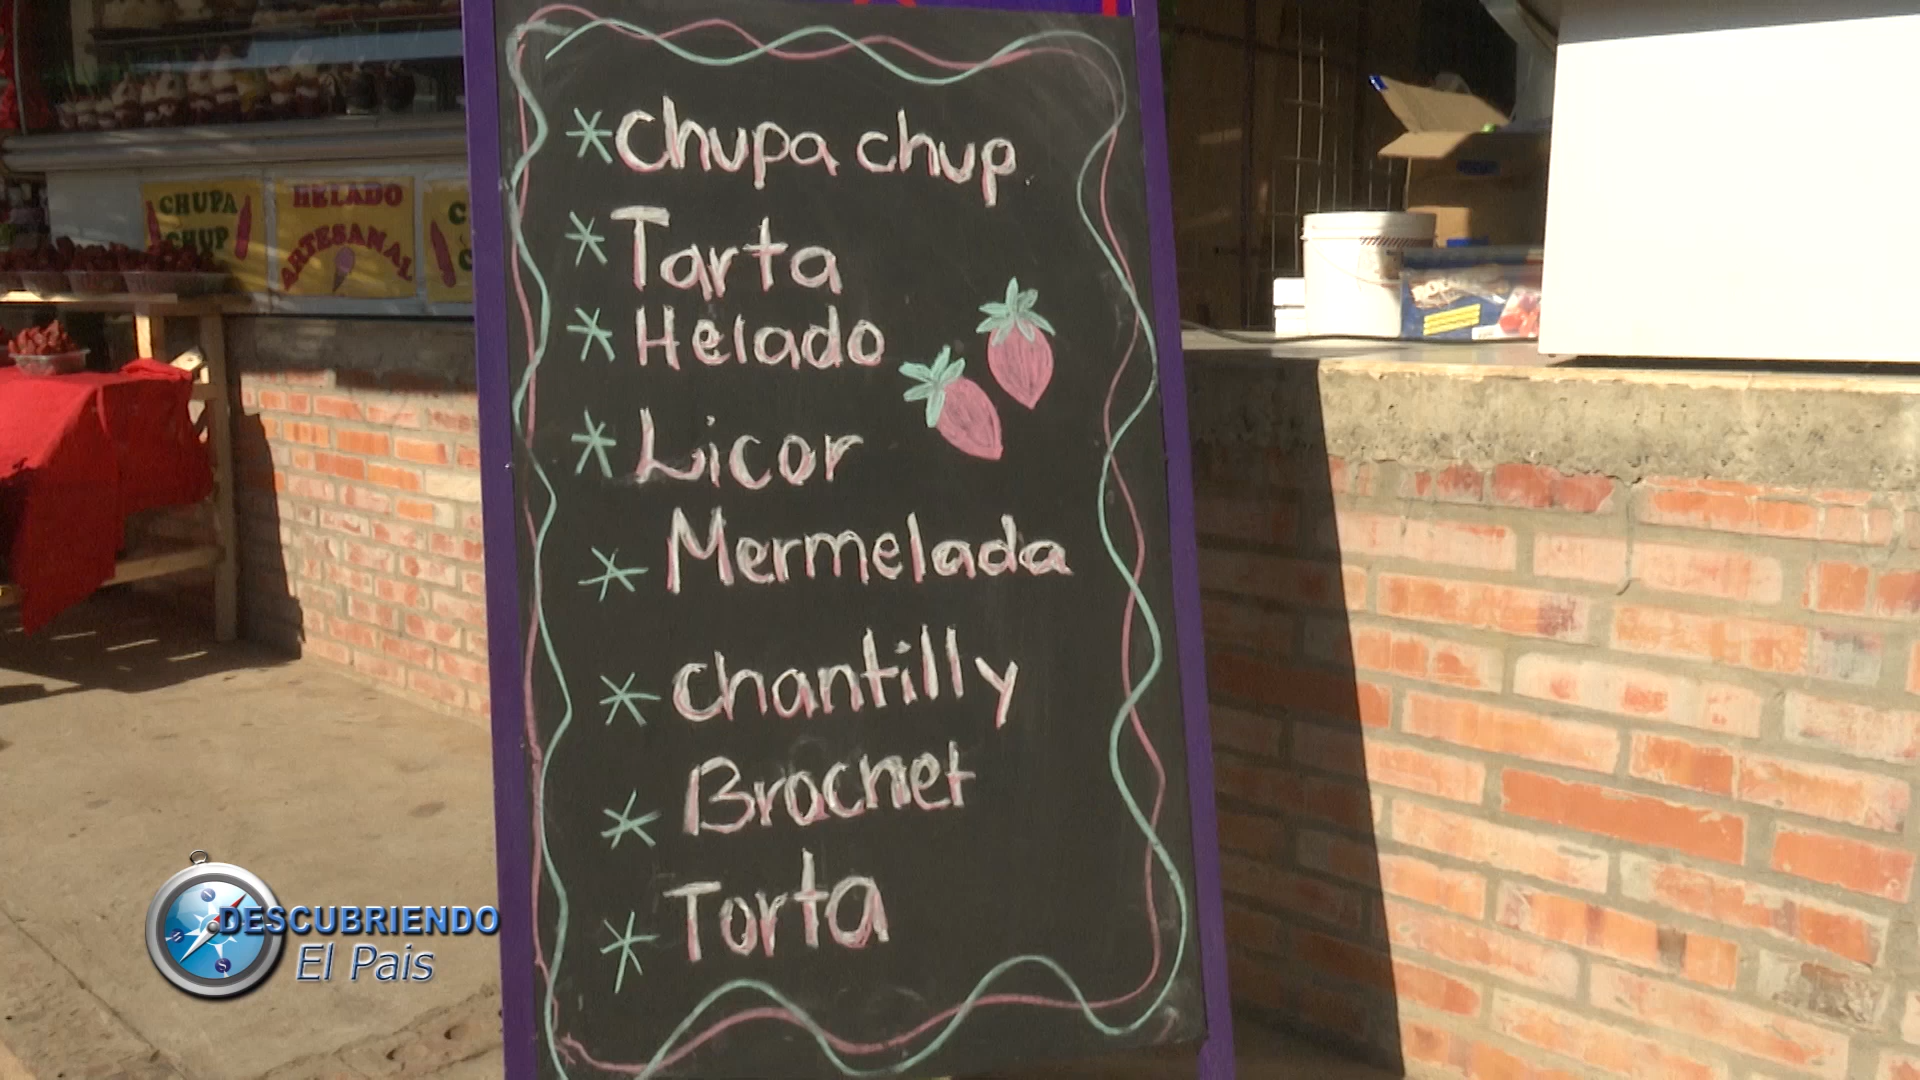 *Chupa chup
* Tarta
* Helado
* Licor
* Mermelada
* Chantilly
* Brochet
* Torta
CHUPA
CHUP
HELADO
ARTESANAL
DESCUBRIENDO
El Pais